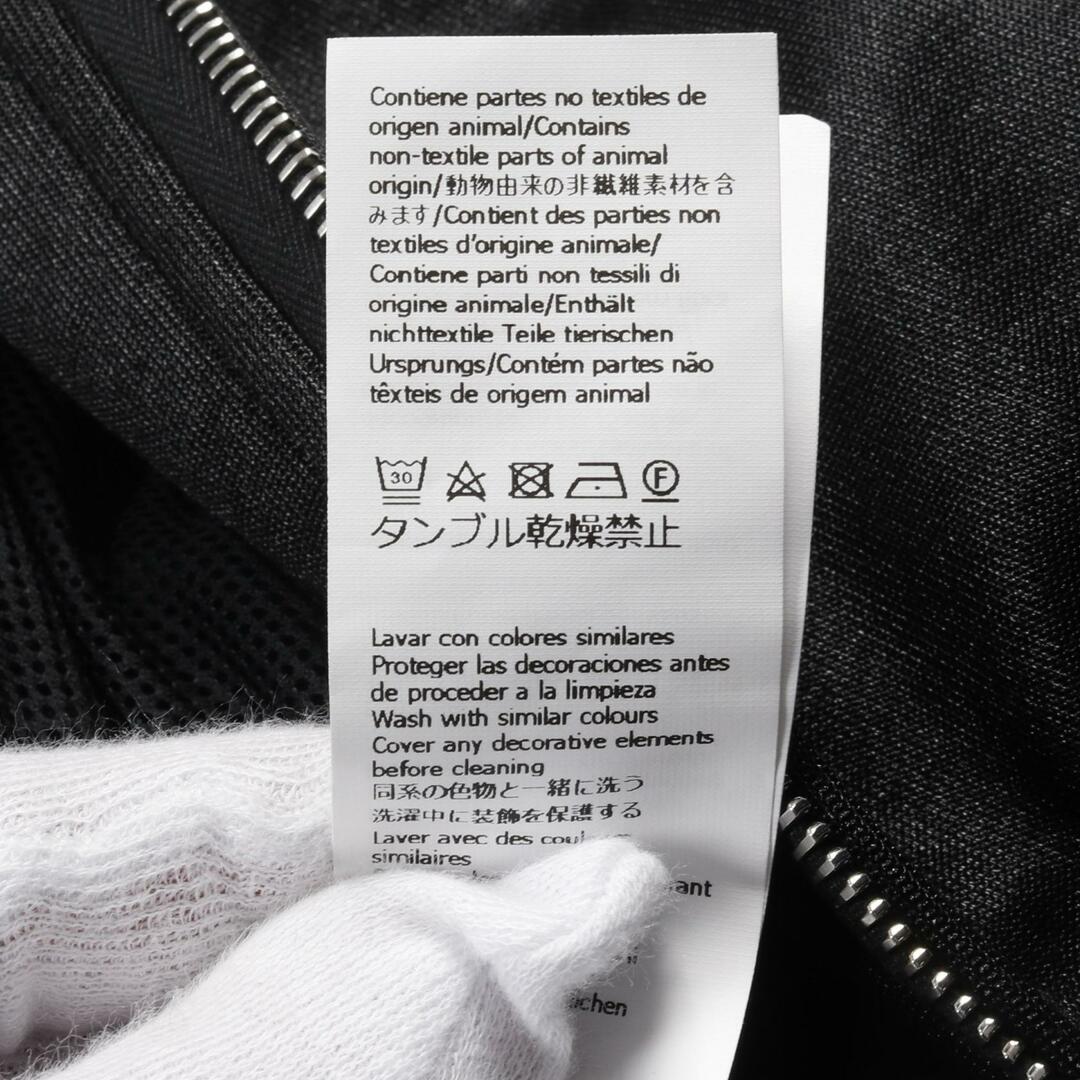 Contiene partes no textiles de
origen animal/Contains
non-textile parts of animal
origin/動物由来の非繊維素材を含
みます/Contient des parties non
textiles d'origine animale/
Contiene parti non tessili di
origine animale/Enthält
nichttextile Teile tierischen
Ursprungs/Contém partes não
têxteis de origem animal
30
F
タンブル乾燥禁止
Lavar con colores similares
Proteger las decoraciones antes
de proceder a la limpieza
Wash with similar colours
Cover any decorative elements
before cleaning
同系の色物と一緒に洗う
洗濯中に装飾を保護する
Laver avec des
similaires